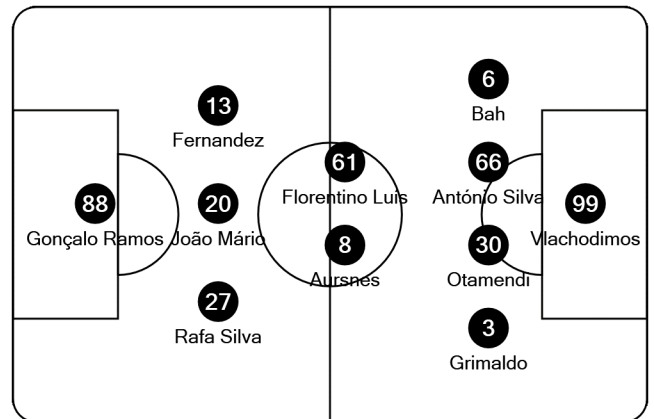 6
Bah
13
Fernandez
61
Florentino Luis
66
António Silva
88
Gonçalo Ramos
20
João Mário
99
Vlachodimos
8
Aursnes
30
Otamendi
27
Rafa Silva
3
Grimaldo